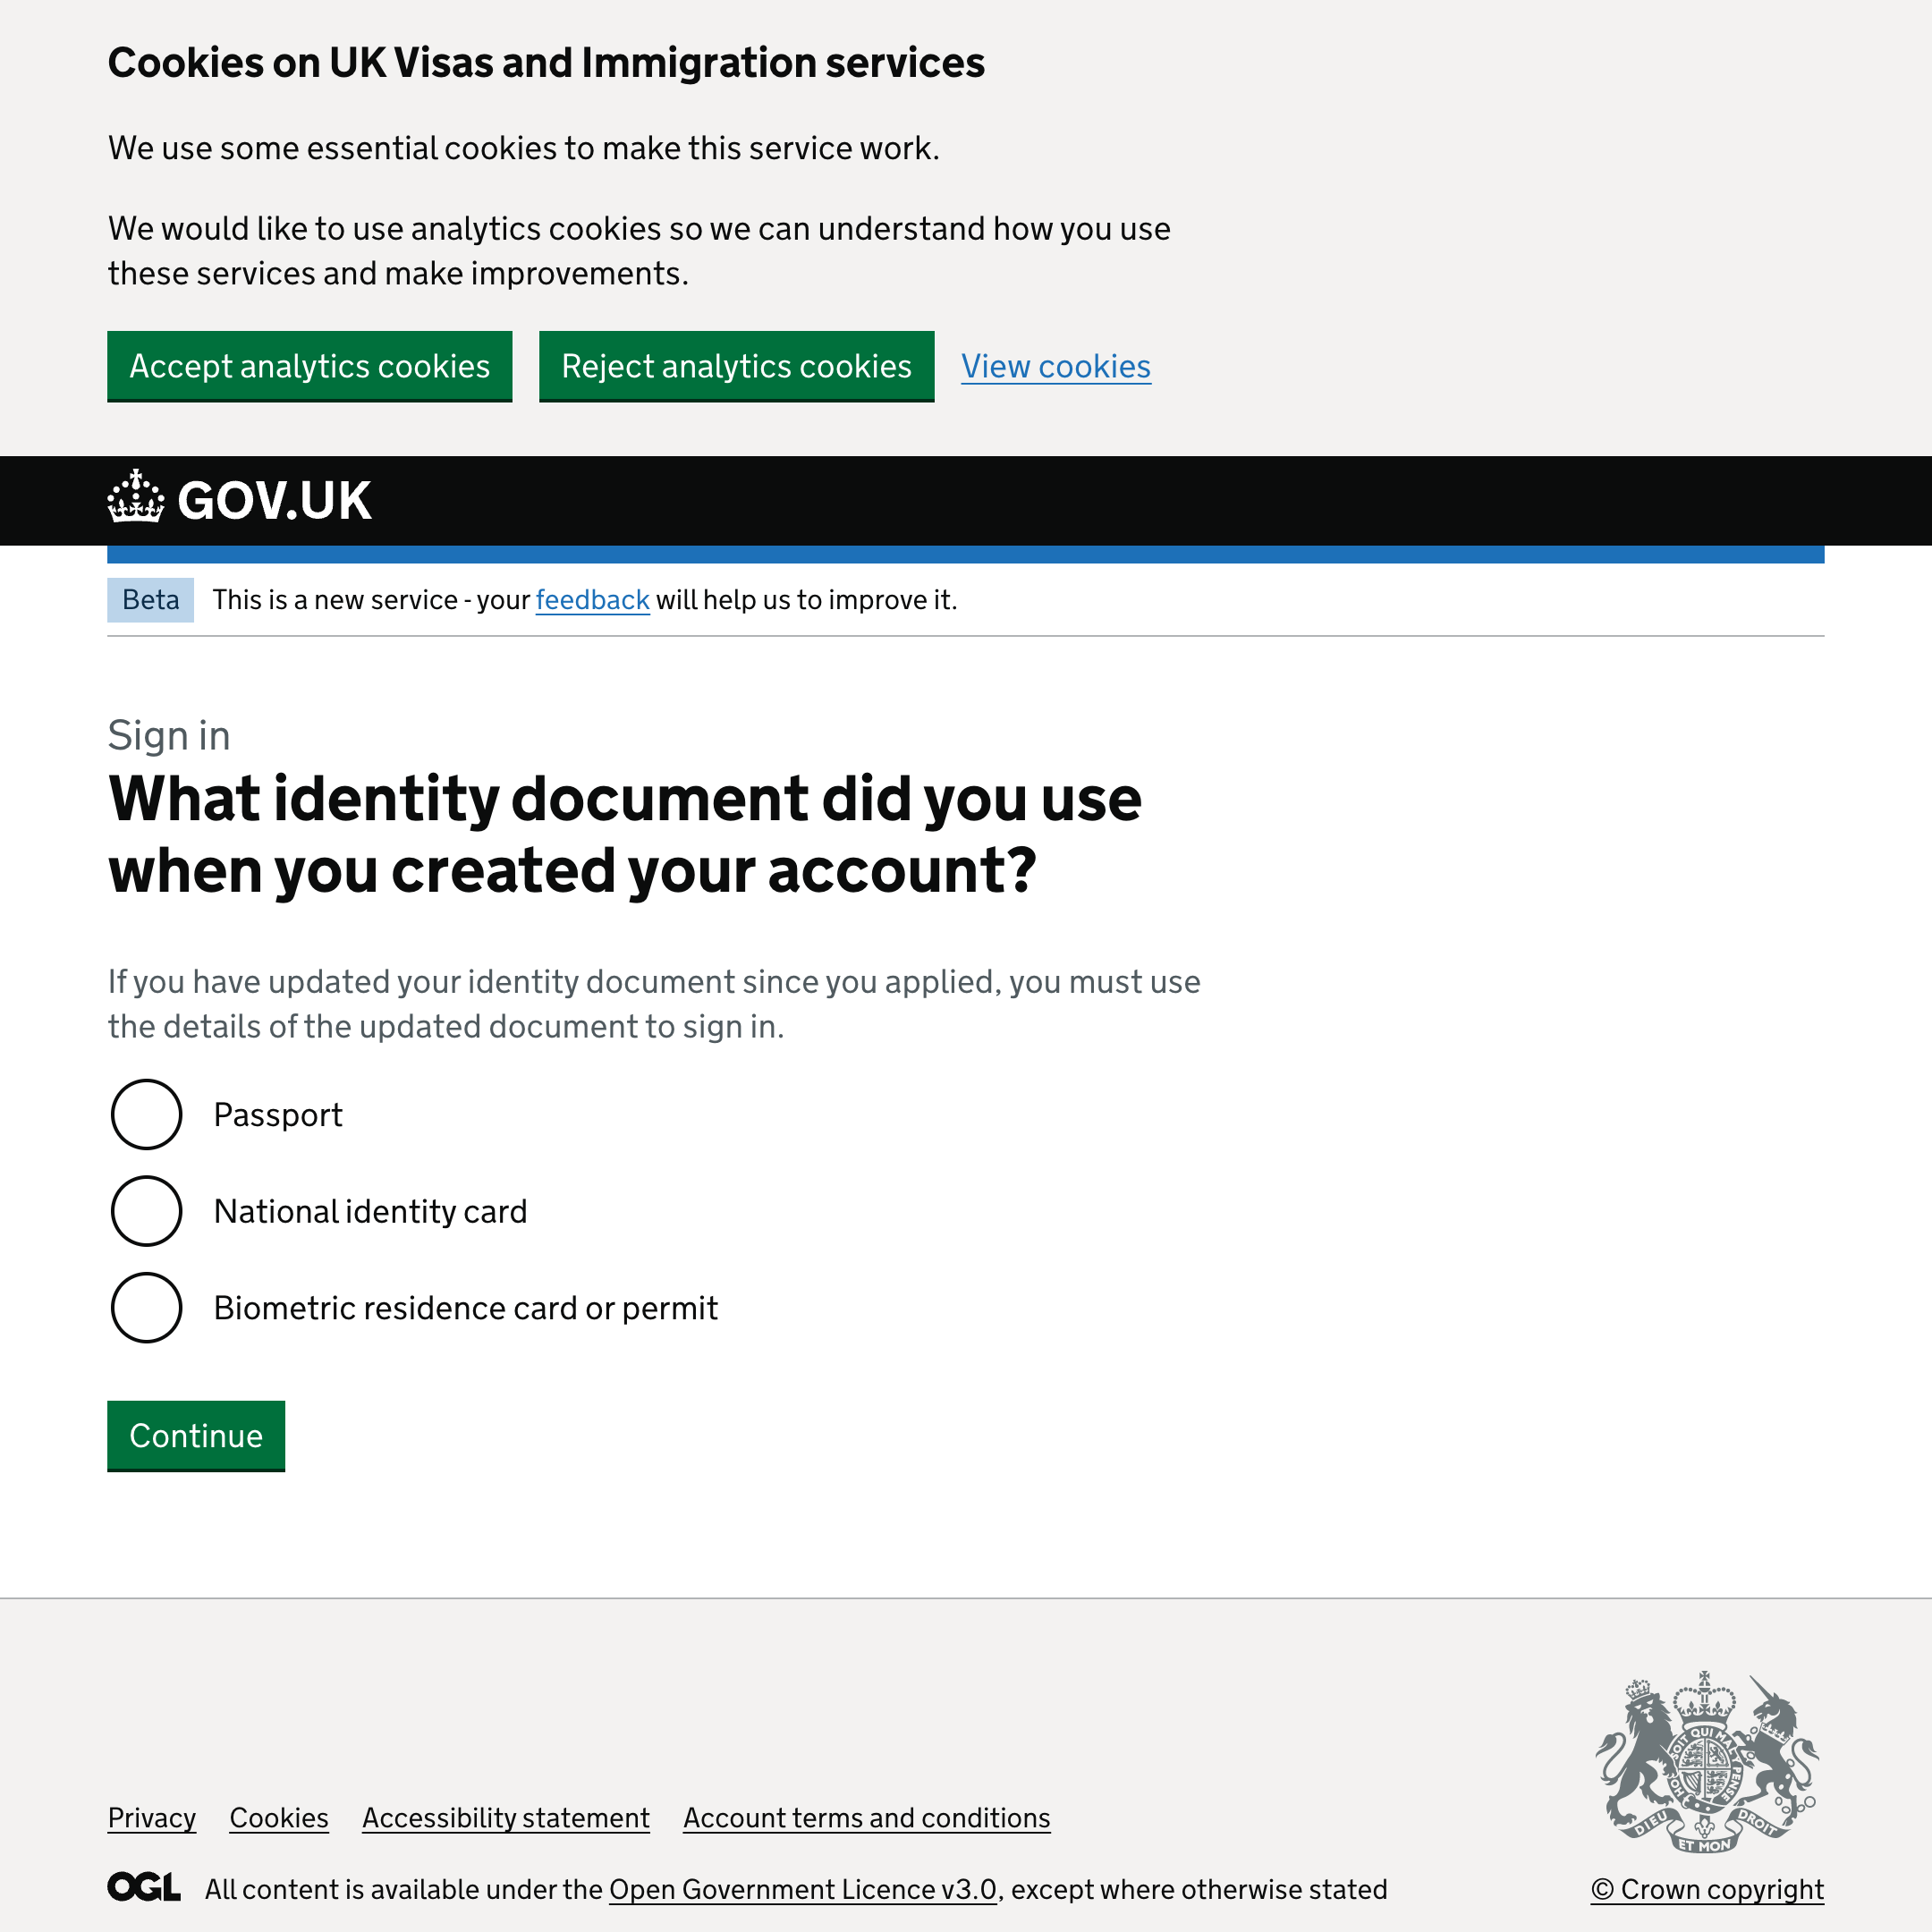 Cookies on UK Visas and Immigration services
We use some essential cookies to make this service work.
We would like to use analytics cookies so we can understand how you use
these services and make improvements.
Accept analytics cookies
Reject analytics cookies
View cookies
GOV.UK
Beta
This is a new service - your feedback will help us to improve it.
Sign in
What identity document did you use
when you created your account?
If you have updated your identity document since you applied, you must use
the details of the updated document to sign in.
Passport
National identity card
Biometric residence card or permit
Continue
SOIT QUI MAL Y PENSE
DIEU ET MON DROIT
Privacy
Cookies
Accessibility statement
Account terms and conditions
OGL
All content is available under the Open Government Licence v3.0, except where otherwise stated
© Crown copyright